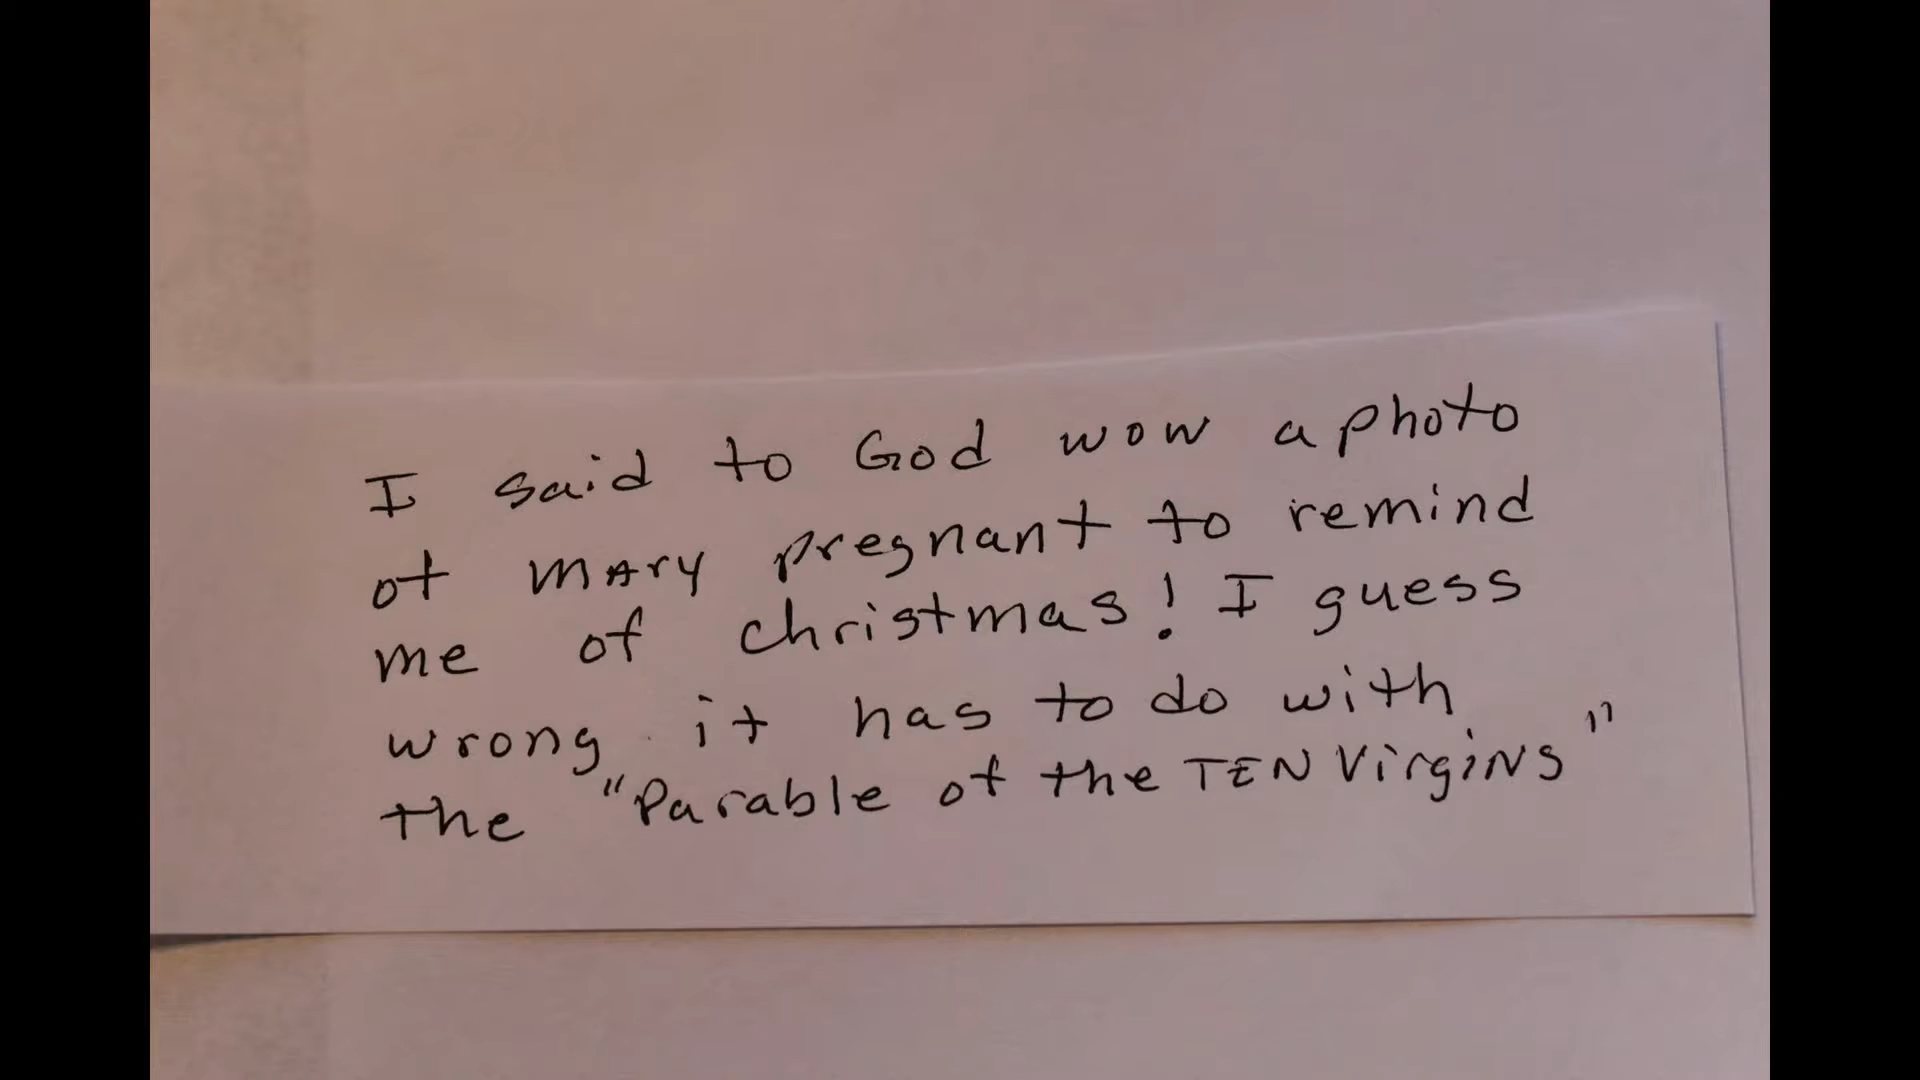 I said to God wow a photo
of mary pregnant to remind
me of christmas! I guess
wrong it has to do with
the "Parable of the TEN Virgins"